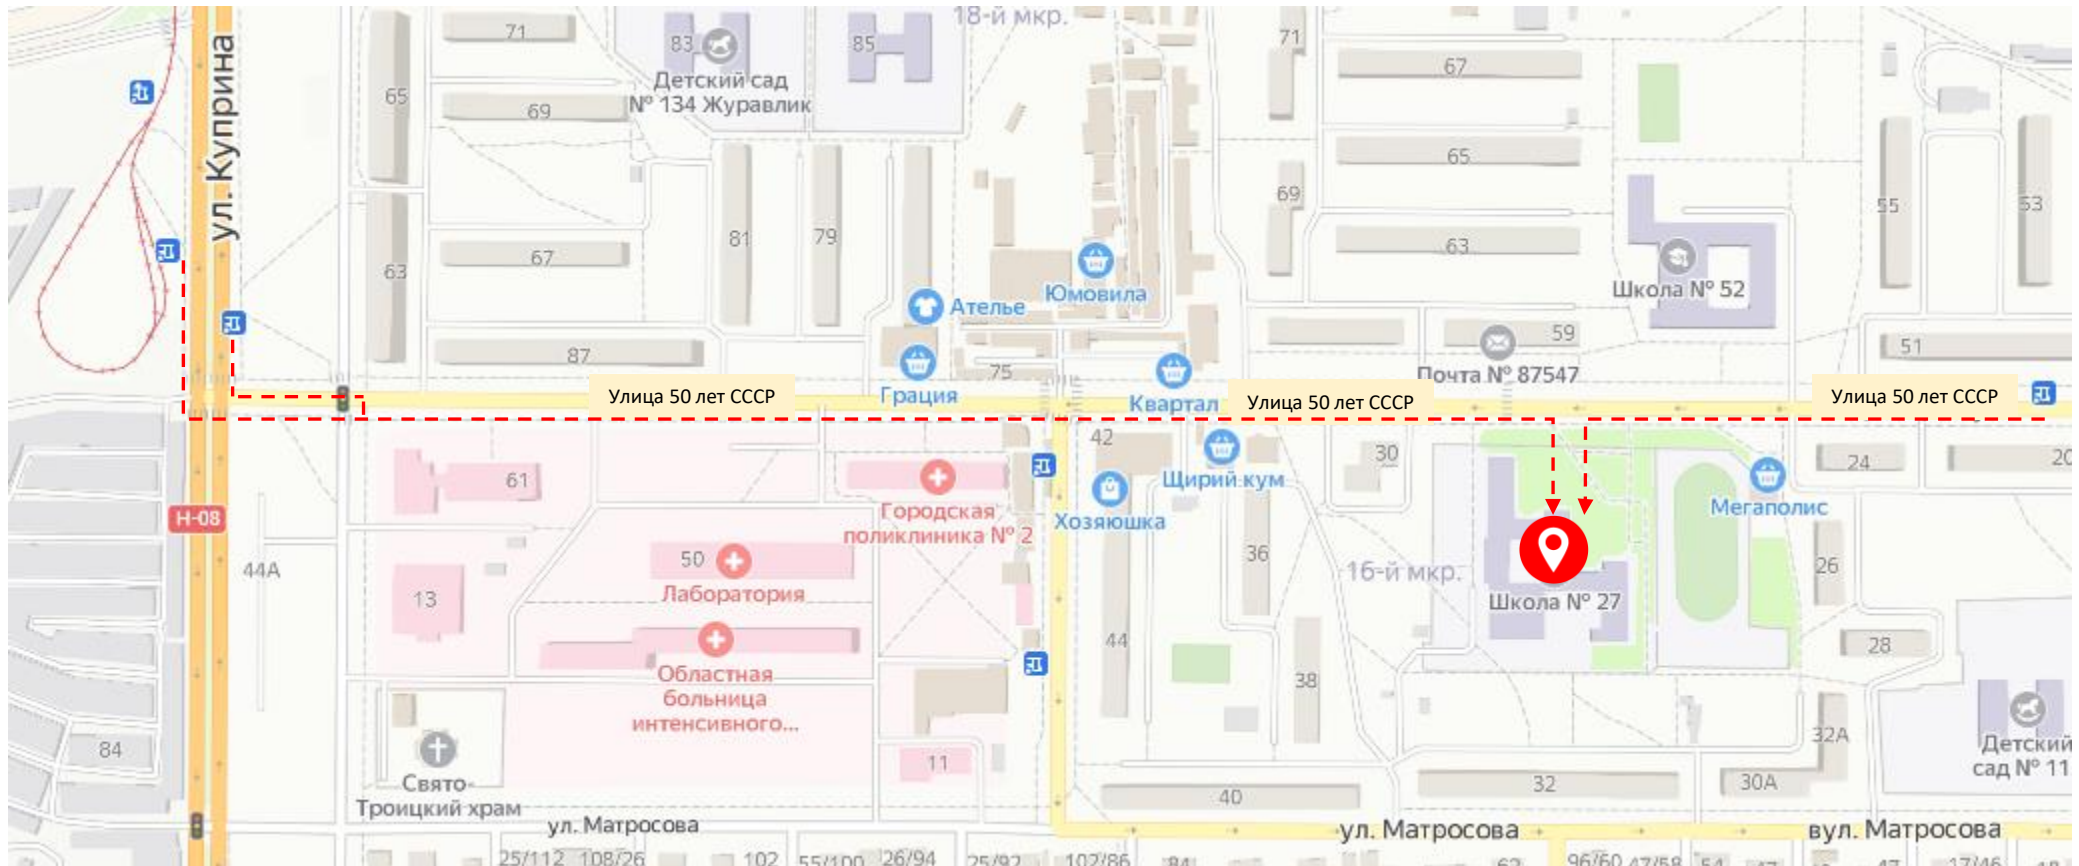 18-й мкр.
71
83
85
71
67
ул. Куприна
65
69
Детский сад
№ 134 Журавлик
65
69
55
53
81
79
67
63
63
Школа № 52
Юмовила
Ателье
87
59
51
75
Грация
Квартал
Почта № 87547
Улица 50 лет СССР
Улица 50 лет СССР
Улица 50 лет СССР
42
30
24
20
61
Щирий кум
Мегаполис
Хозяюшка
Городская
поликлиника № 2
Н-08
44А
50
Лаборатория
13
36
16-й мкр.
26
Школа № 27
44
28
38
Областная
больница
интенсивного...
84
11
32А
Детский
сад № 11
Свято-
Троицкий храм
40
32
30А
ул. Матросова
ул. Матросова
вул. Матросова
25/112
108/26
102
55/100
26/94
25/92
102/86
84
62
96/60
47/58
54
47
17/46